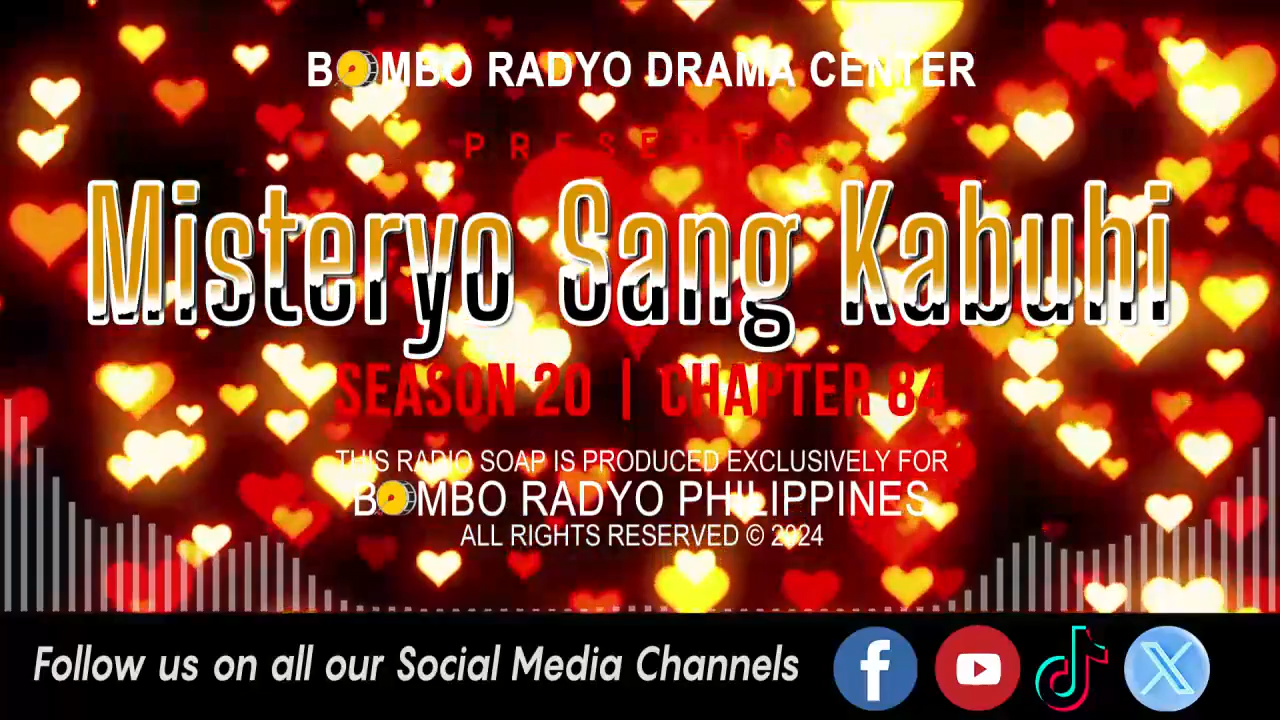 BOMBO RADYO DRAMA CENTER
PRESENTS
Misteryo Sang Kabuhi
SEASON 20 | CHAPTER 84
THIS RADIO SOAP IS PRODUCED EXCLUSIVELY FOR
BOMBO RADYO PHILIPPINES
ALL RIGHTS RESERVED © 2024
Follow us on all our Social Media Channels